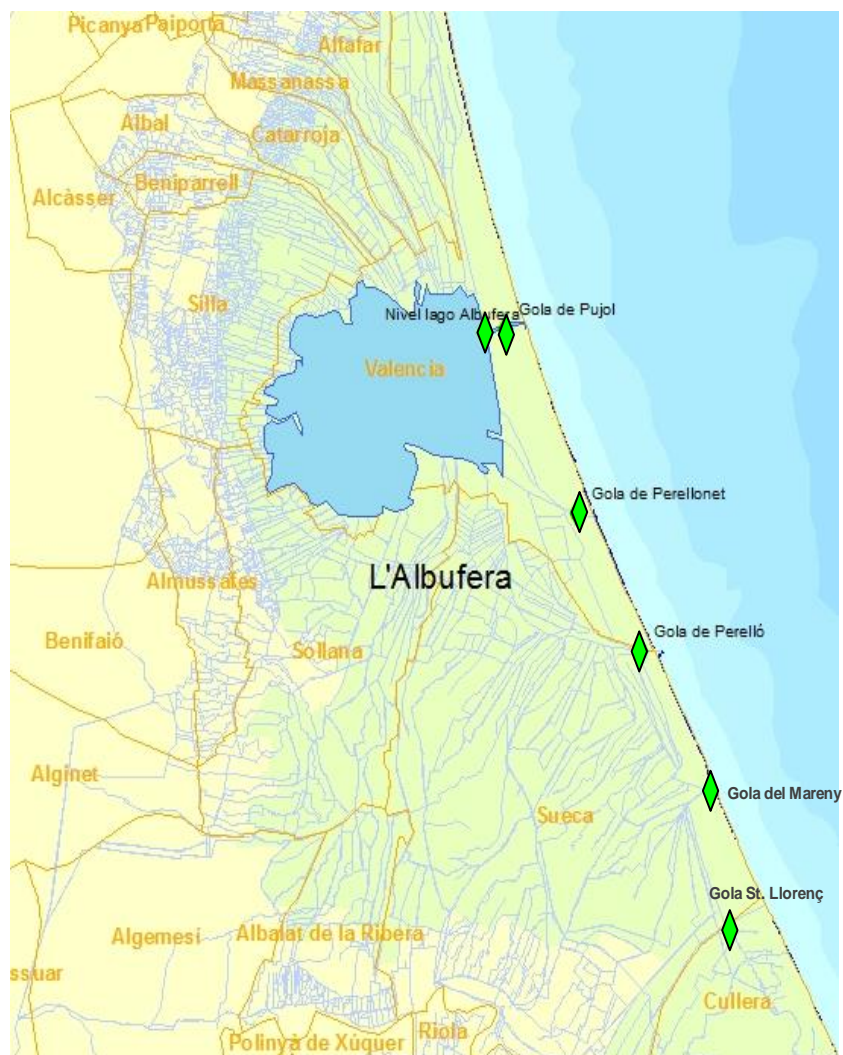 Picanya
Paiporta
Alfafar
Massanassa
Albal
Catarroja
Beniparrell
Alcàsser
Silla
Nivel lago Albufera
Gola de Pujol
Valencia
Gola de Perellonet
L'Albufera
Almussafes
Gola de Perelló
Benifaió
Sollana
Alginet
Gola del Mareny
Sueca
Gola St. Llorenç
Algemesí
Albalat de la Ribera
ssuar
Cullera
Riola
Polinyà de Xúquer